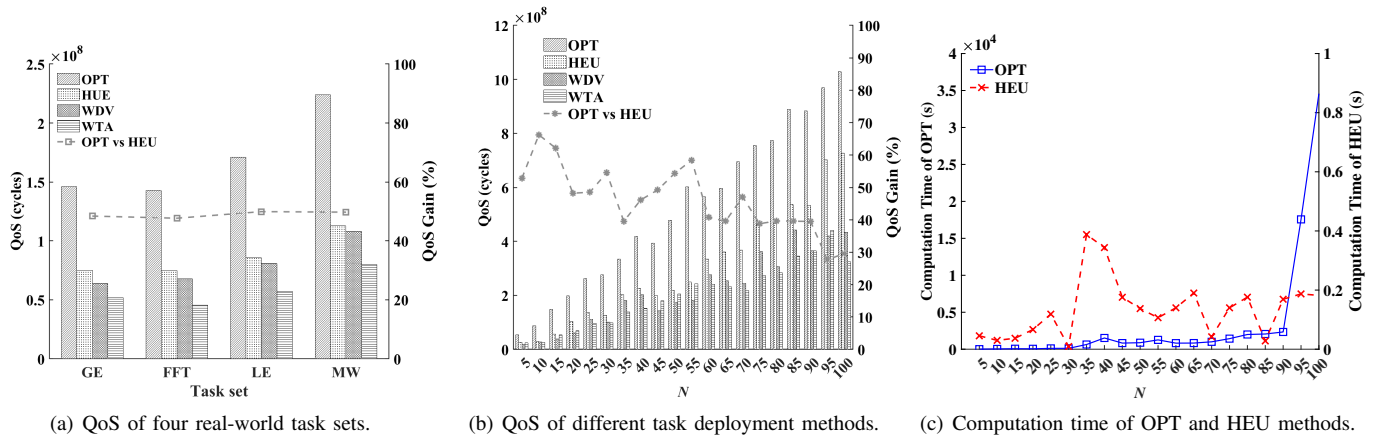 ×10⁸
2.5
2
1.5
1
0.5
0
QoS (cycles)
OPT
HUE
WDV
WTA
OPT vs HEU
100
80
60
40
20
0
QoS Gain (%)
GE FFT LE MW
Task set
(a) QoS of four real-world task sets.
×10⁸
12
10
8
6
4
2
0
QoS (cycles)
OPT
HEU
WDV
WTA
OPT vs HEU
100
90
80
70
60
50
40
30
20
10
0
QoS Gain (%)
5 10 15 20 25 30 35 40 45 50 55 60 65 70 75 80 85 90 95 100
N
(b) QoS of different task deployment methods.
×10⁴
4
3.5
3
2.5
2
1.5
1
0.5
0
Computation Time of OPT (s)
OPT
HEU
1
0.8
0.6
0.4
0.2
0
Computation Time of HEU (s)
5 10 15 20 25 30 35 40 45 50 55 60 65 70 75 80 85 90 95 100
N
(c) Computation time of OPT and HEU methods.